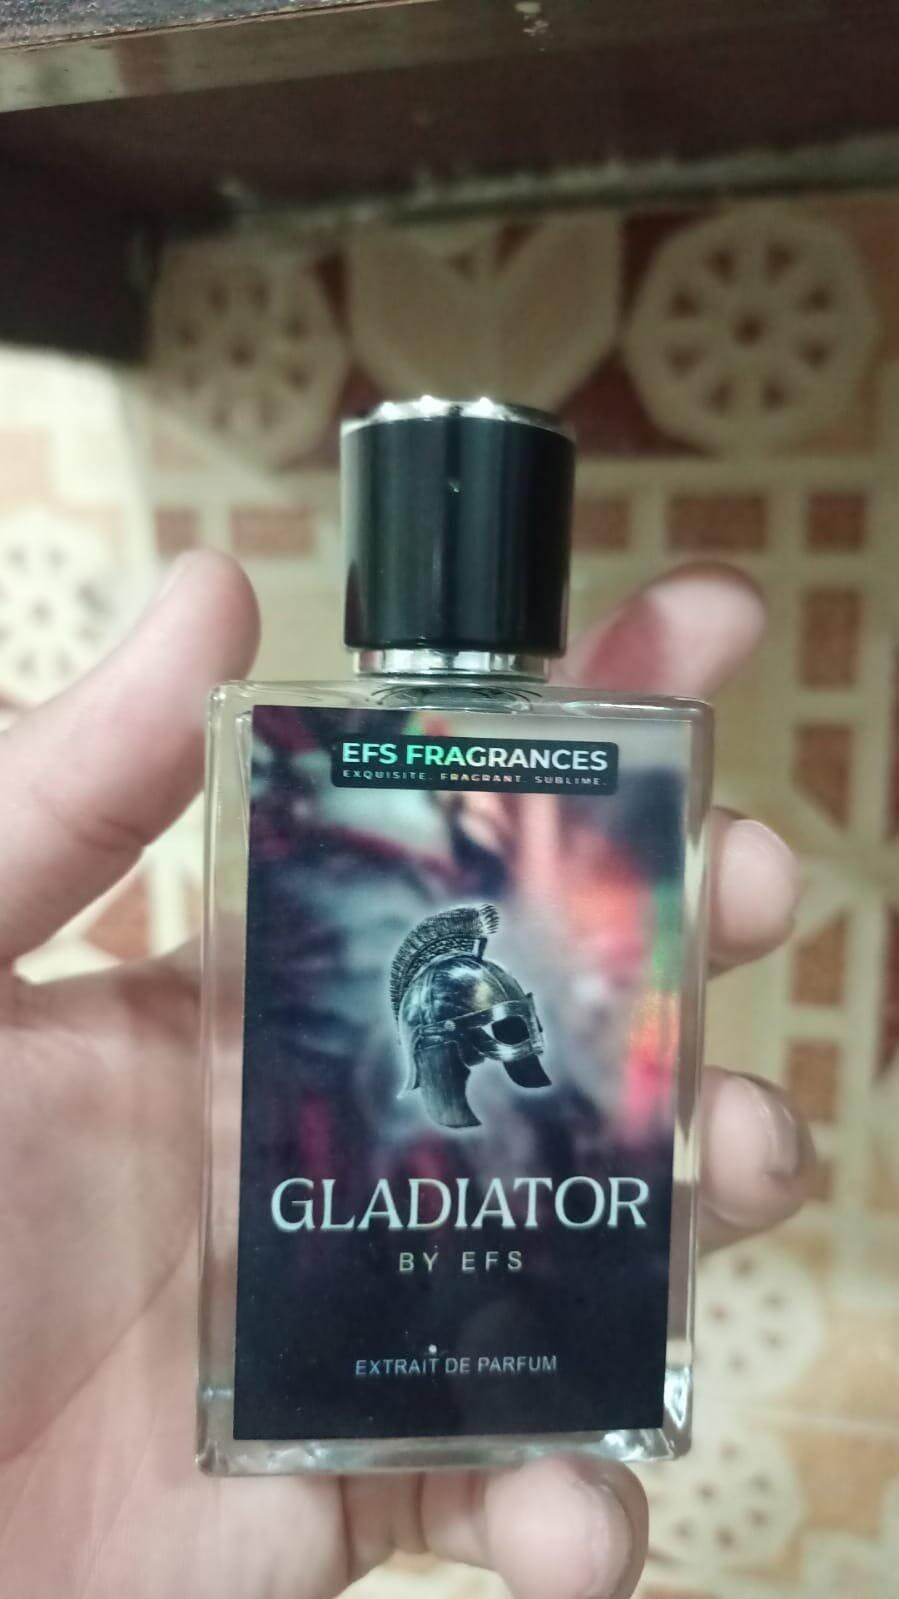 EFS FRAGRANCES
EXQUISITE. FRAGRANT. SUBLIME.
GLADIATOR
BY EFS
EXTRAIT DE PARFUM